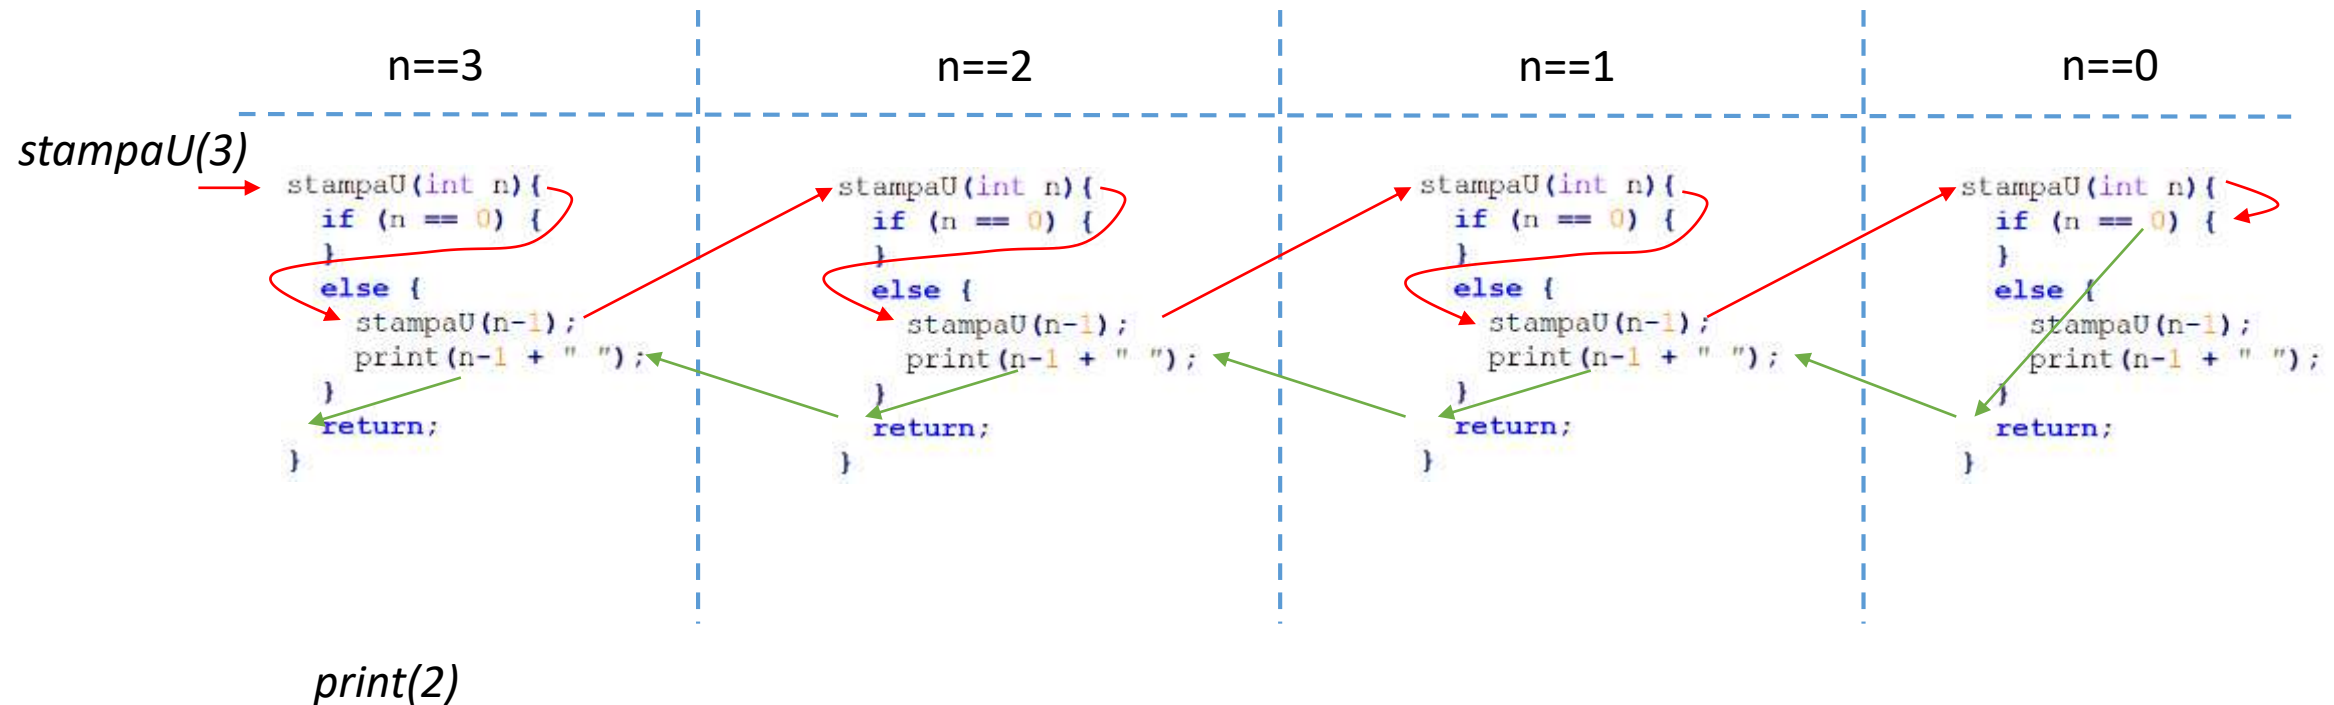 n==3
n==2
n==1
n==0
stampaU(3)
stampaU(int n){
if (n == 0) {
}
else {
stampaU(n-1);
print(n-1 + " ");
}
return;
}
stampaU(int n){
if (n == 0) {
}
else {
stampaU(n-1);
print(n-1 + " ");
}
return;
}
stampaU(int n){
if (n == 0) {
}
else {
stampaU(n-1);
print(n-1 + " ");
}
return;
}
stampaU(int n){
if (n == 0) {
}
else {
stampaU(n-1);
print(n-1 + " ");
}
return;
}
print(2)